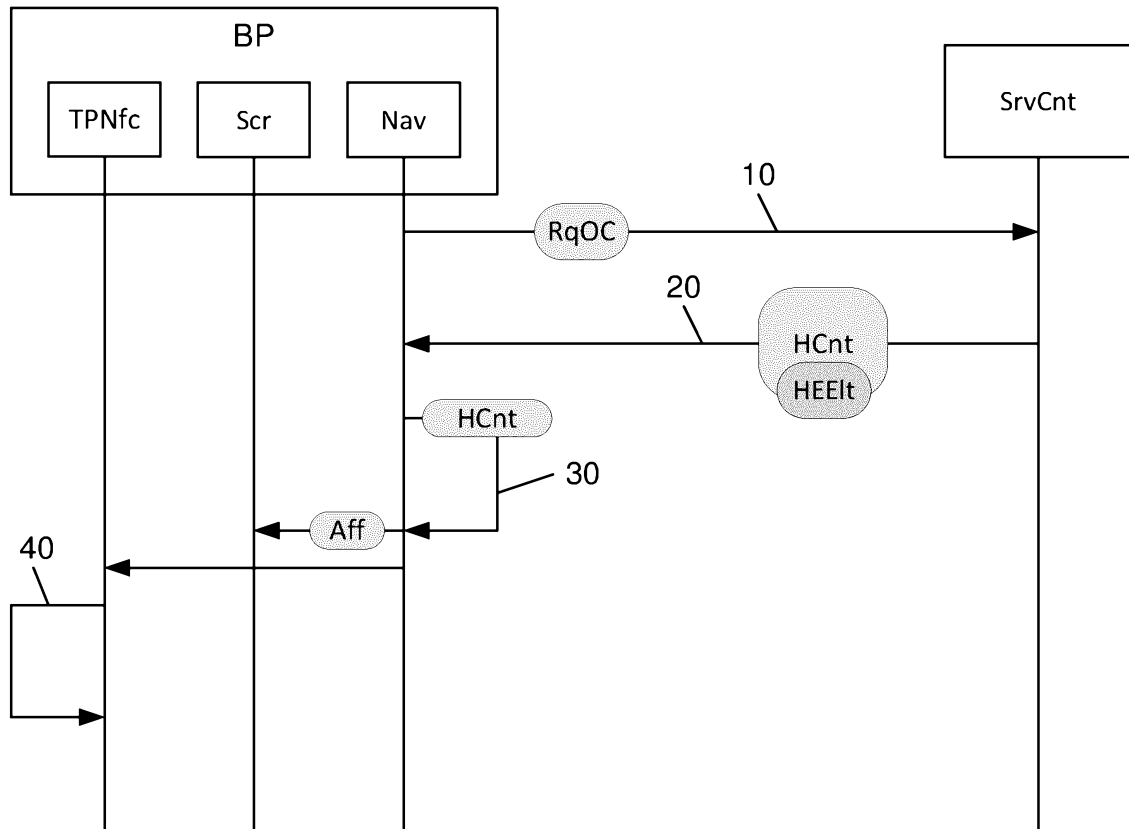 BP
TPNfc
Scr
Nav
SrvCnt
10
RqOC
20
HCnt
HEElt
HCnt
30
Aff
40